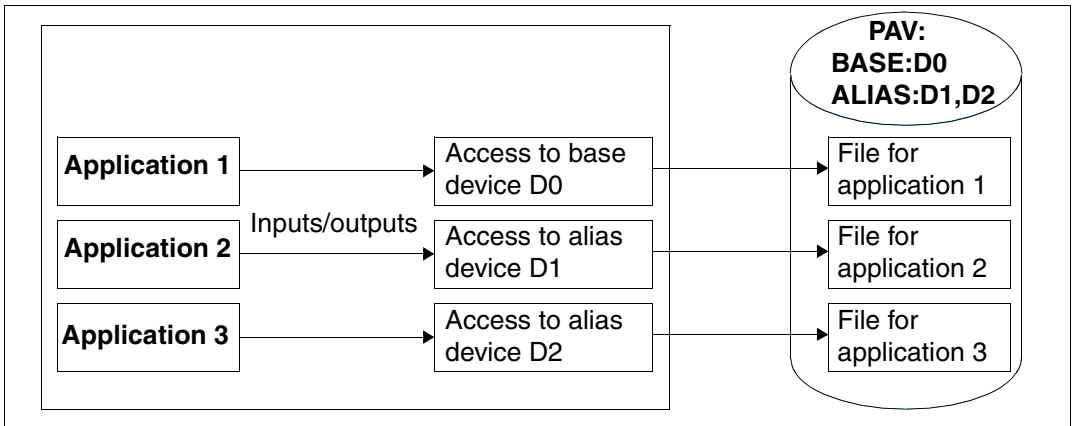 PAV:
BASE:D0
ALIAS:D1,D2
Application 1
Access to base
device D0
File for
application 1
Inputs/outputs
Application 2
Access to alias
device D1
File for
application 2
Application 3
Access to alias
device D2
File for
application 3